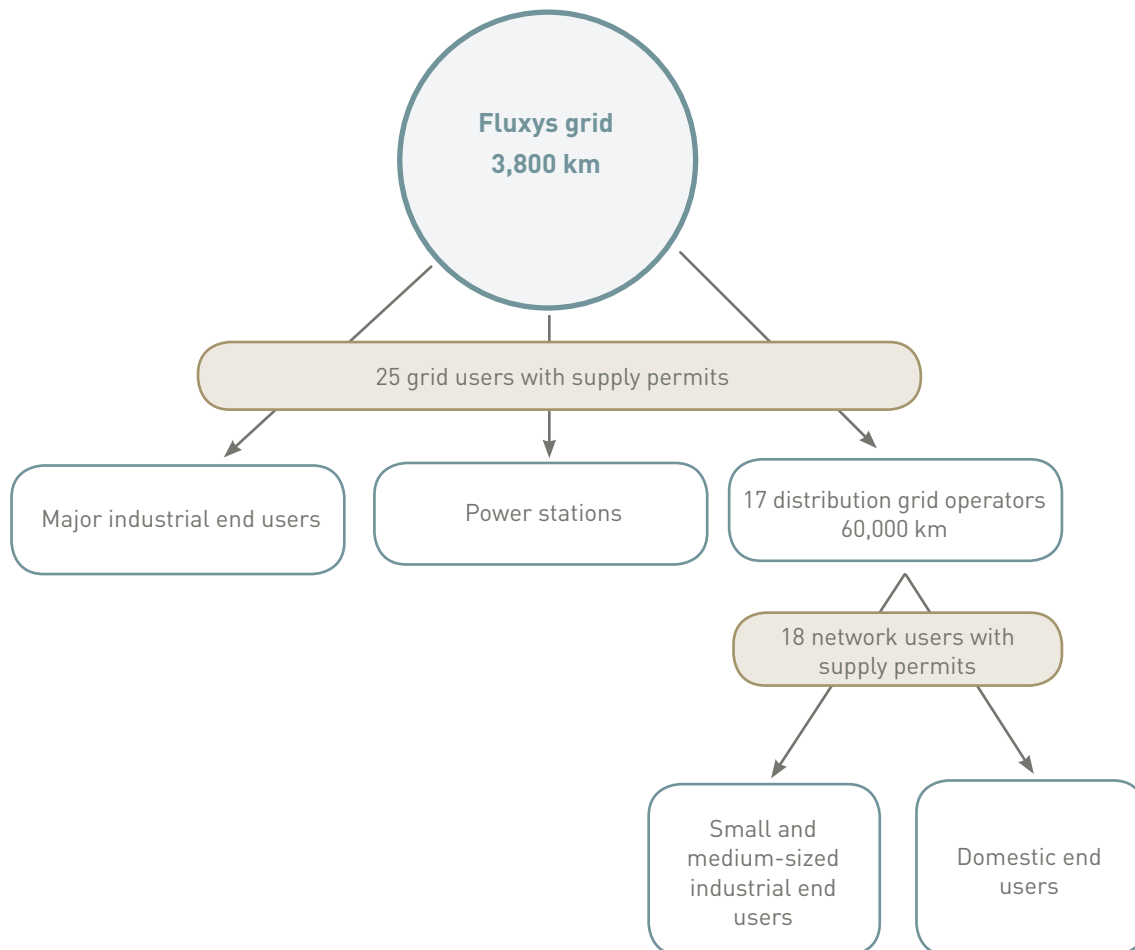 Fluxys grid
3,800 km
25 grid users with supply permits
Major industrial end users
Power stations
17 distribution grid operators
60,000 km
18 network users with
supply permits
Small and
medium-sized
industrial end
users
Domestic end
users